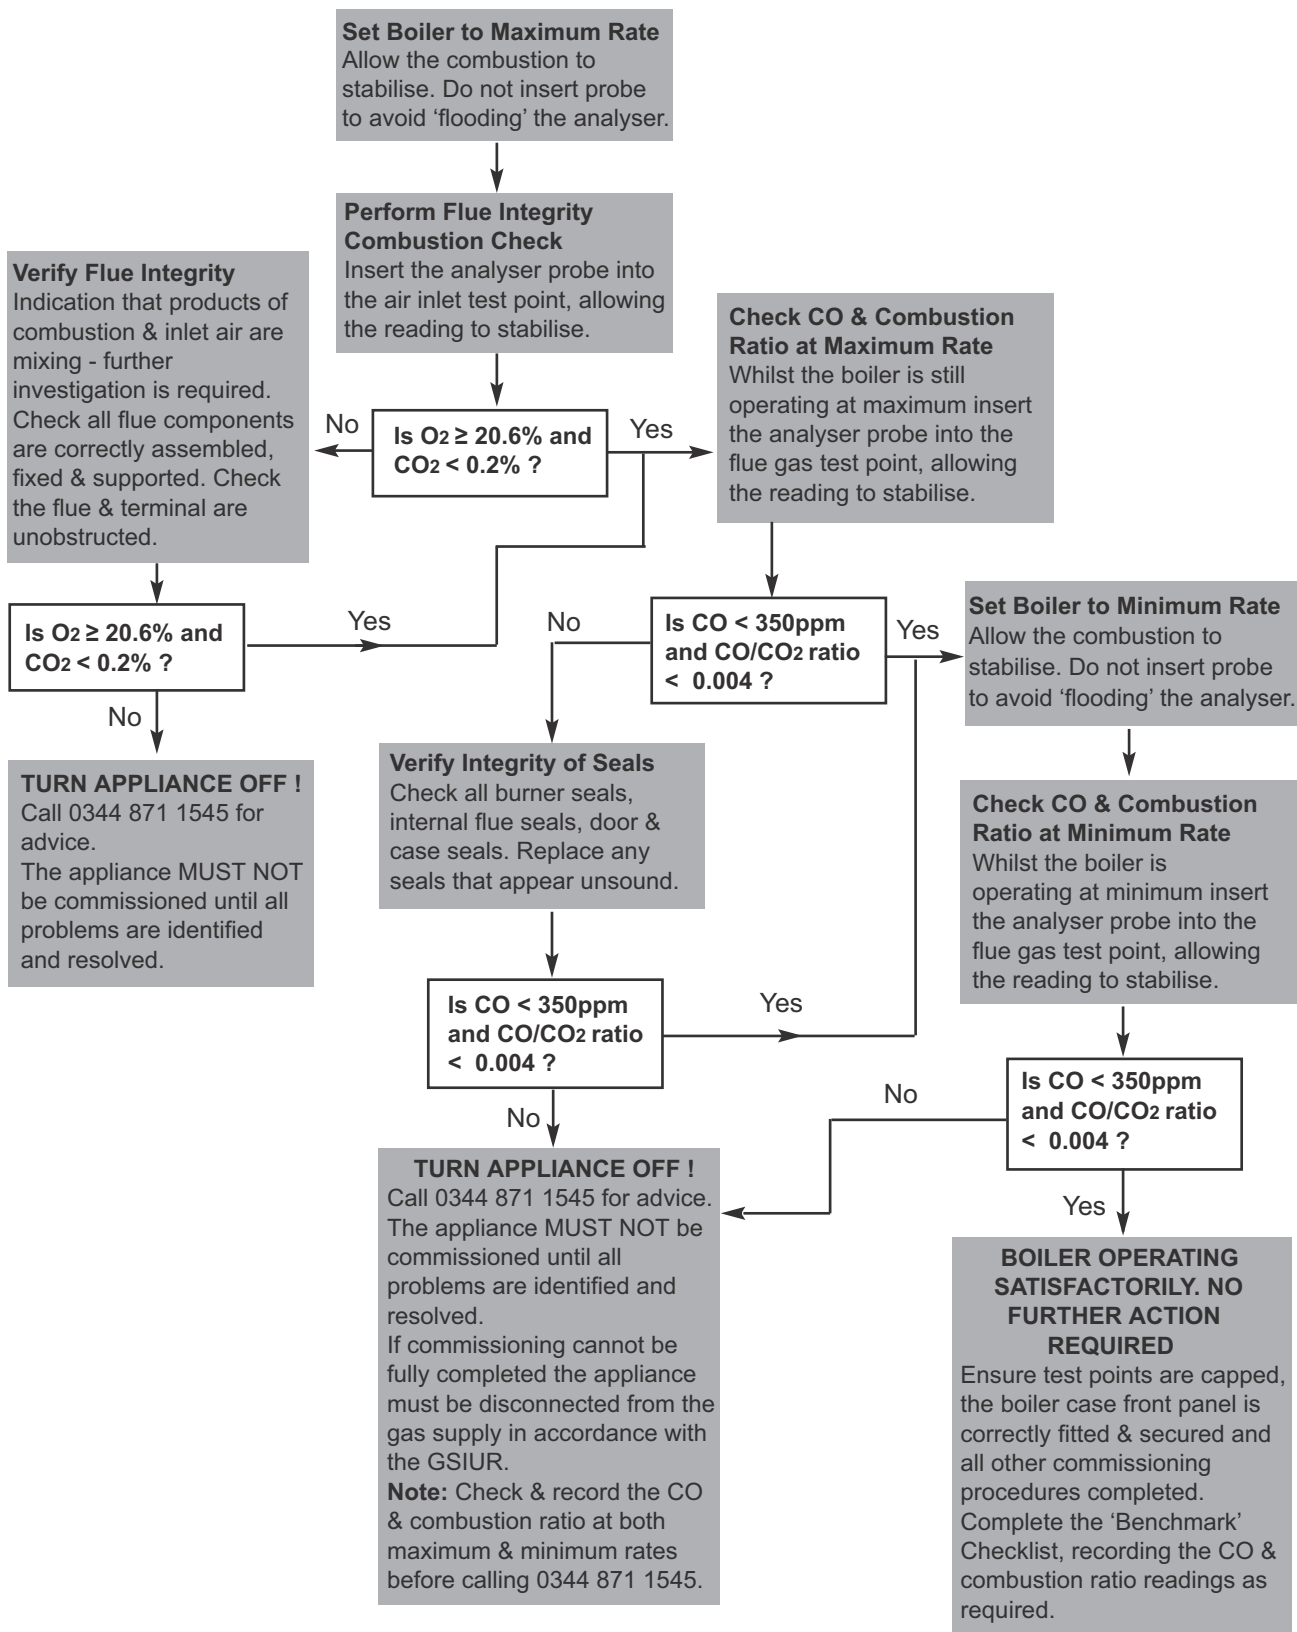 Set Boiler to Maximum Rate
Allow the combustion to
stabilise. Do not insert probe
to avoid ‘flooding’ the analyser.
Perform Flue Integrity
Combustion Check
Insert the analyser probe into
the air inlet test point, allowing
the reading to stabilise.
Verify Flue Integrity
Indication that products of
combustion & inlet air are
mixing - further
investigation is required.
Check all flue components
are correctly assembled,
fixed & supported. Check
the flue & terminal are
unobstructed.
No
Is O2 ≥ 20.6% and
CO2 < 0.2% ?
Yes
Check CO & Combustion
Ratio at Maximum Rate
Whilst the boiler is still
operating at maximum insert
the analyser probe into the
flue gas test point, allowing
the reading to stabilise.
Is O2 ≥ 20.6% and
CO2 < 0.2% ?
Yes
No
TURN APPLIANCE OFF !
Call 0344 871 1545 for
advice.
The appliance MUST NOT
be commissioned until all
problems are identified
and resolved.
No
Is CO < 350ppm
and CO/CO2 ratio
< 0.004 ?
Yes
Set Boiler to Minimum Rate
Allow the combustion to
stabilise. Do not insert probe
to avoid ‘flooding’ the analyser.
Verify Integrity of Seals
Check all burner seals,
internal flue seals, door &
case seals. Replace any
seals that appear unsound.
Check CO & Combustion
Ratio at Minimum Rate
Whilst the boiler is
operating at minimum insert
the analyser probe into the
flue gas test point, allowing
the reading to stabilise.
Is CO < 350ppm
and CO/CO2 ratio
< 0.004 ?
Yes
No
Is CO < 350ppm
and CO/CO2 ratio
< 0.004 ?
No
Yes
TURN APPLIANCE OFF !
Call 0344 871 1545 for advice.
The appliance MUST NOT be
commissioned until all
problems are identified and
resolved.
If commissioning cannot be
fully completed the appliance
must be disconnected from the
gas supply in accordance with
the GSIUR.
Note: Check & record the CO
& combustion ratio at both
maximum & minimum rates
before calling 0344 871 1545.
BOILER OPERATING
SATISFACTORILY. NO
FURTHER ACTION
REQUIRED
Ensure test points are capped,
the boiler case front panel is
correctly fitted & secured and
all other commissioning
procedures completed.
Complete the ‘Benchmark’
Checklist, recording the CO &
combustion ratio readings as
required.